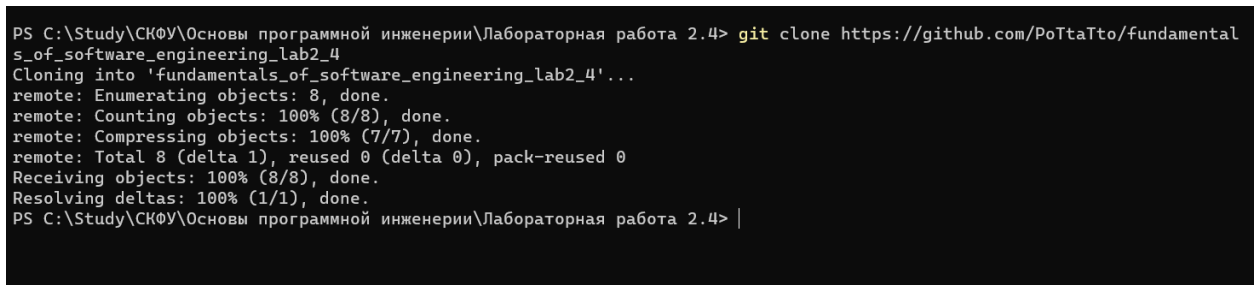 PS C:\Study\СКФУ\Основы программной инженерии\Лабораторная работа 2.4> git clone https://github.com/PoTtaTto/fundamental
s_of_software_engineering_lab2_4
Cloning into 'fundamentals_of_software_engineering_lab2_4'...
remote: Enumerating objects: 8, done.
remote: Counting objects: 100% (8/8), done.
remote: Compressing objects: 100% (7/7), done.
remote: Total 8 (delta 1), reused 0 (delta 0), pack-reused 0
Receiving objects: 100% (8/8), done.
Resolving deltas: 100% (1/1), done.
PS C:\Study\СКФУ\Основы программной инженерии\Лабораторная работа 2.4>